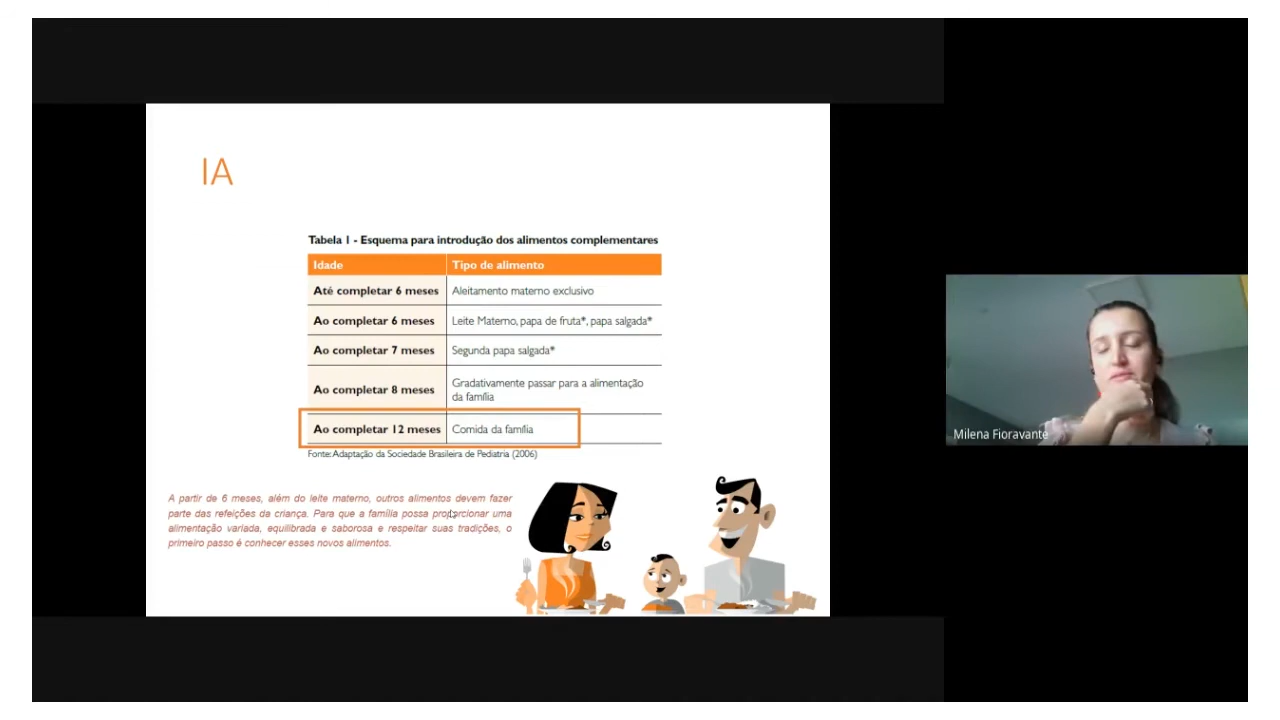 IA
Tabela 1 - Esquema para introdução dos alimentos complementares
Idade Tipo de alimento
Até completar 6 meses Aleitamento materno exclusivo
Ao completar 6 meses Leite Materno, papa de fruta*, papa salgada*
Ao completar 7 meses Segunda papa salgada*
Ao completar 8 meses Gradativamente passar para a alimentação
da família
Ao completar 12 meses Comida da família
Fonte: Adaptação da Sociedade Brasileira de Pediatria (2006)
A partir de 6 meses, além do leite materno, outros alimentos devem fazer
parte das refeições da criança. Para que a família possa proporcionar uma
alimentação variada, equilibrada e saborosa e respeitar suas tradições, o
primeiro passo é conhecer esses novos alimentos.
Milena Fioravante